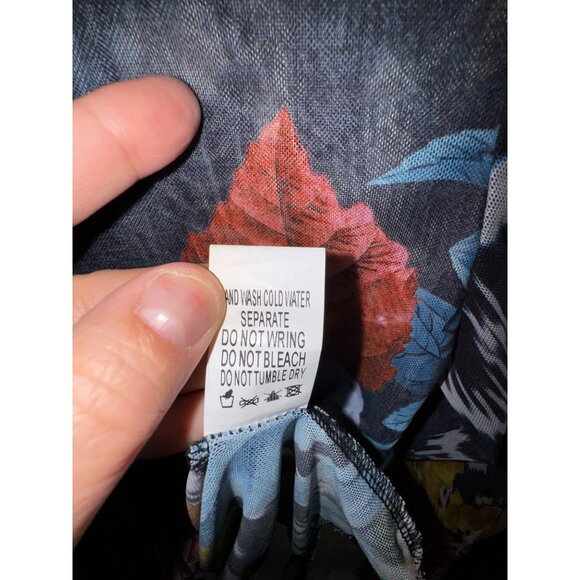 AND WASH COLD WATER
SEPARATE
DO NOT WRING
DO NOT BLEACH
DO NOT TUMBLE DRY